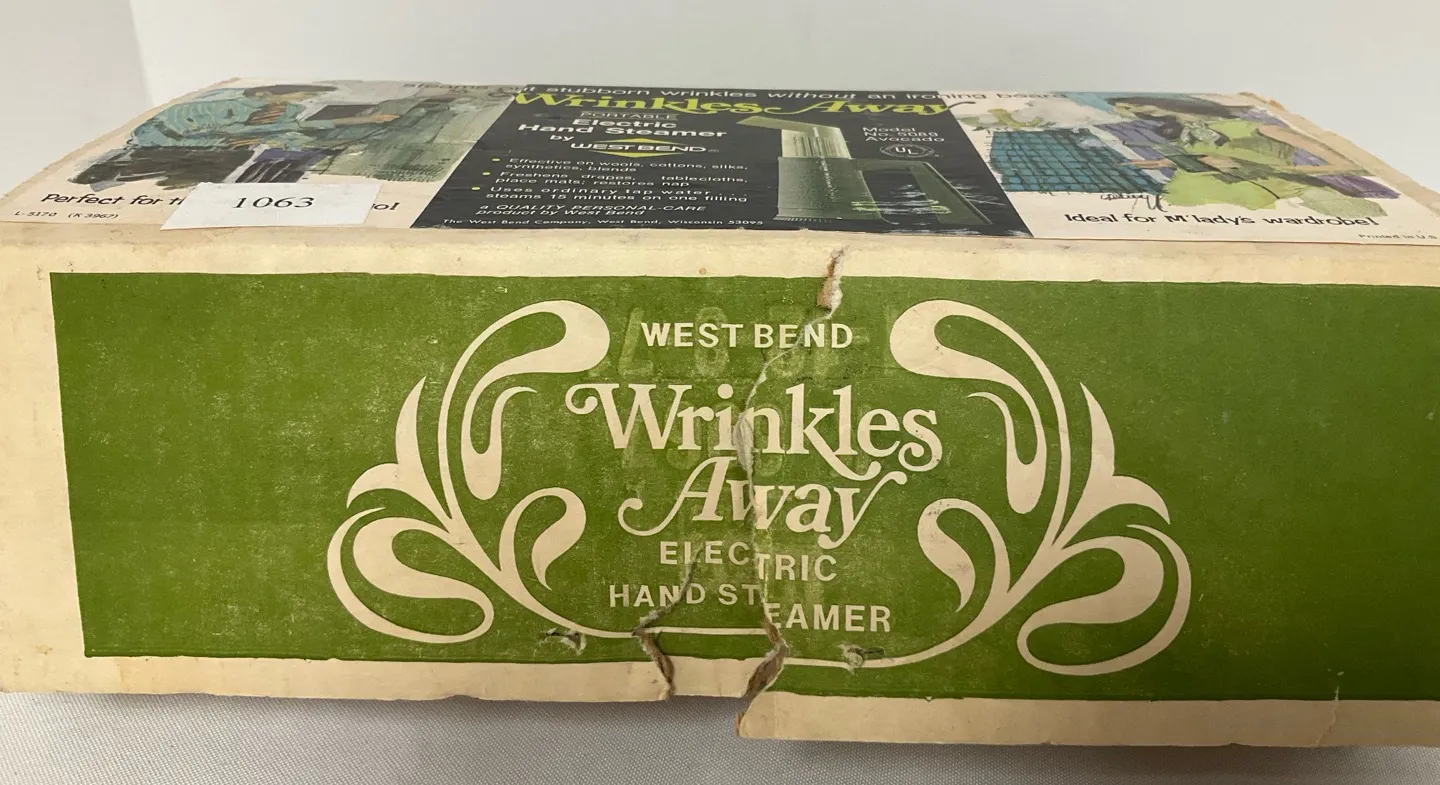 out stubborn wrinkles without an ironing board
Wrinkles Away
PORTABLE
Electric
Hand Steamer
by WEST BEND
• Effective on wools, cottons, silks,
synthetics, blends
• Freshens drapes, tablecloths,
place mats; restores nap
• Uses ordinary tap water,
steams 15 minutes on one filling
a QUALITY PERSONAL CARE
product by West Bend
The West Bend Company, West Bend, Wisconsin 53095
Model
No. 5089
Avocado
UL
Perfect for
1063
L-5170 (K 3967)
Ideal for M'lady's wardrobe!
Printed in U.S
WEST BEND
Wrinkles
Away
ELECTRIC
HAND STEAMER